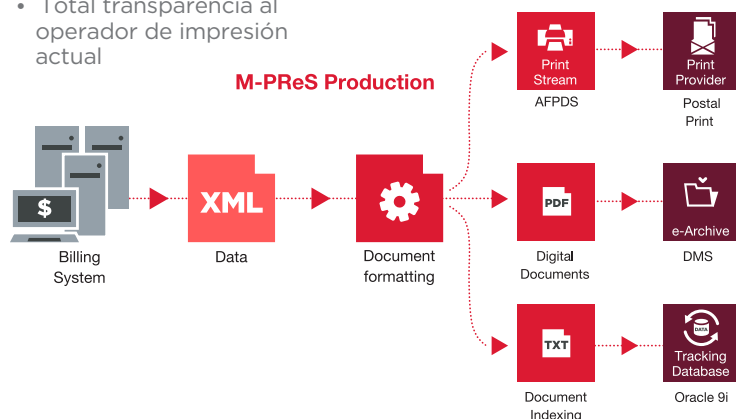 • Total transparencia al
operador de impresión
actual
M-PReS Production
Print
Stream
AFPDS
Print
Provider
Postal
Print
$
Billing
System
XML
Data
Document
formatting
PDF
Digital
Documents
e-Archive
DMS
TXT
Document
Indexing
DATA
Tracking
Database
Oracle 9i